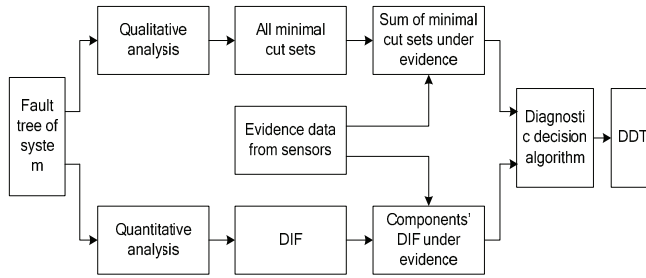 Qualitative
analysis
All minimal
cut sets
Sum of minimal
cut sets under
evidence
Fault
tree of
syste
m
Evidence data
from sensors
Diagnosti
c decision
algorithm
DDT
Quantitative
analysis
DIF
Components’
DIF under
evidence